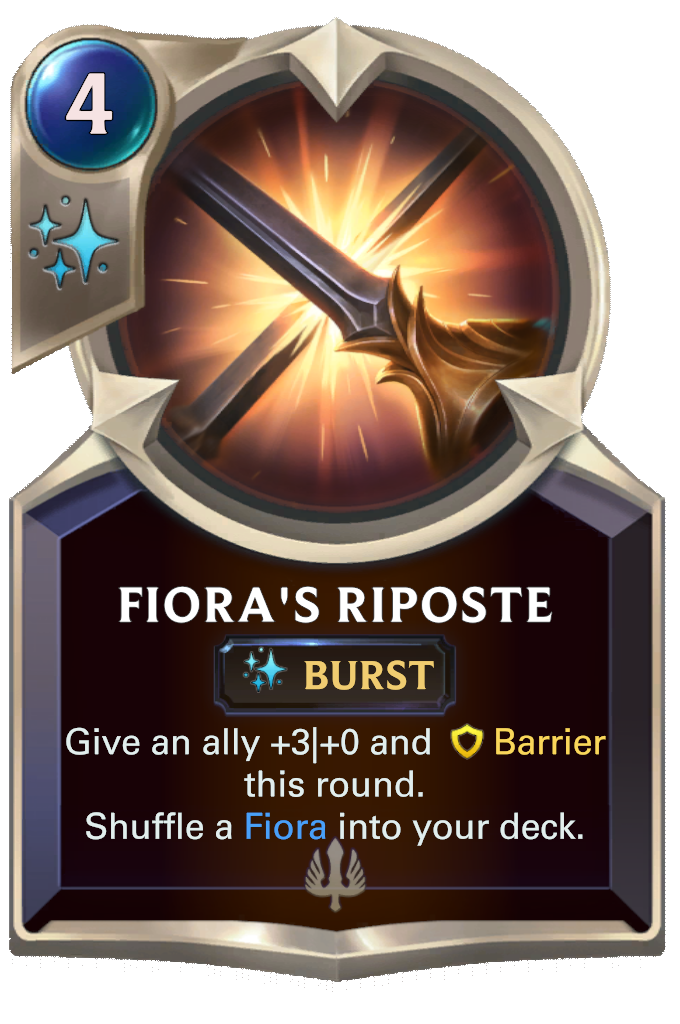 4
FIORA'S RIPOSTE
BURST
Give an ally +3|+0 and Barrier
this round.
Shuffle a Fiora into your deck.